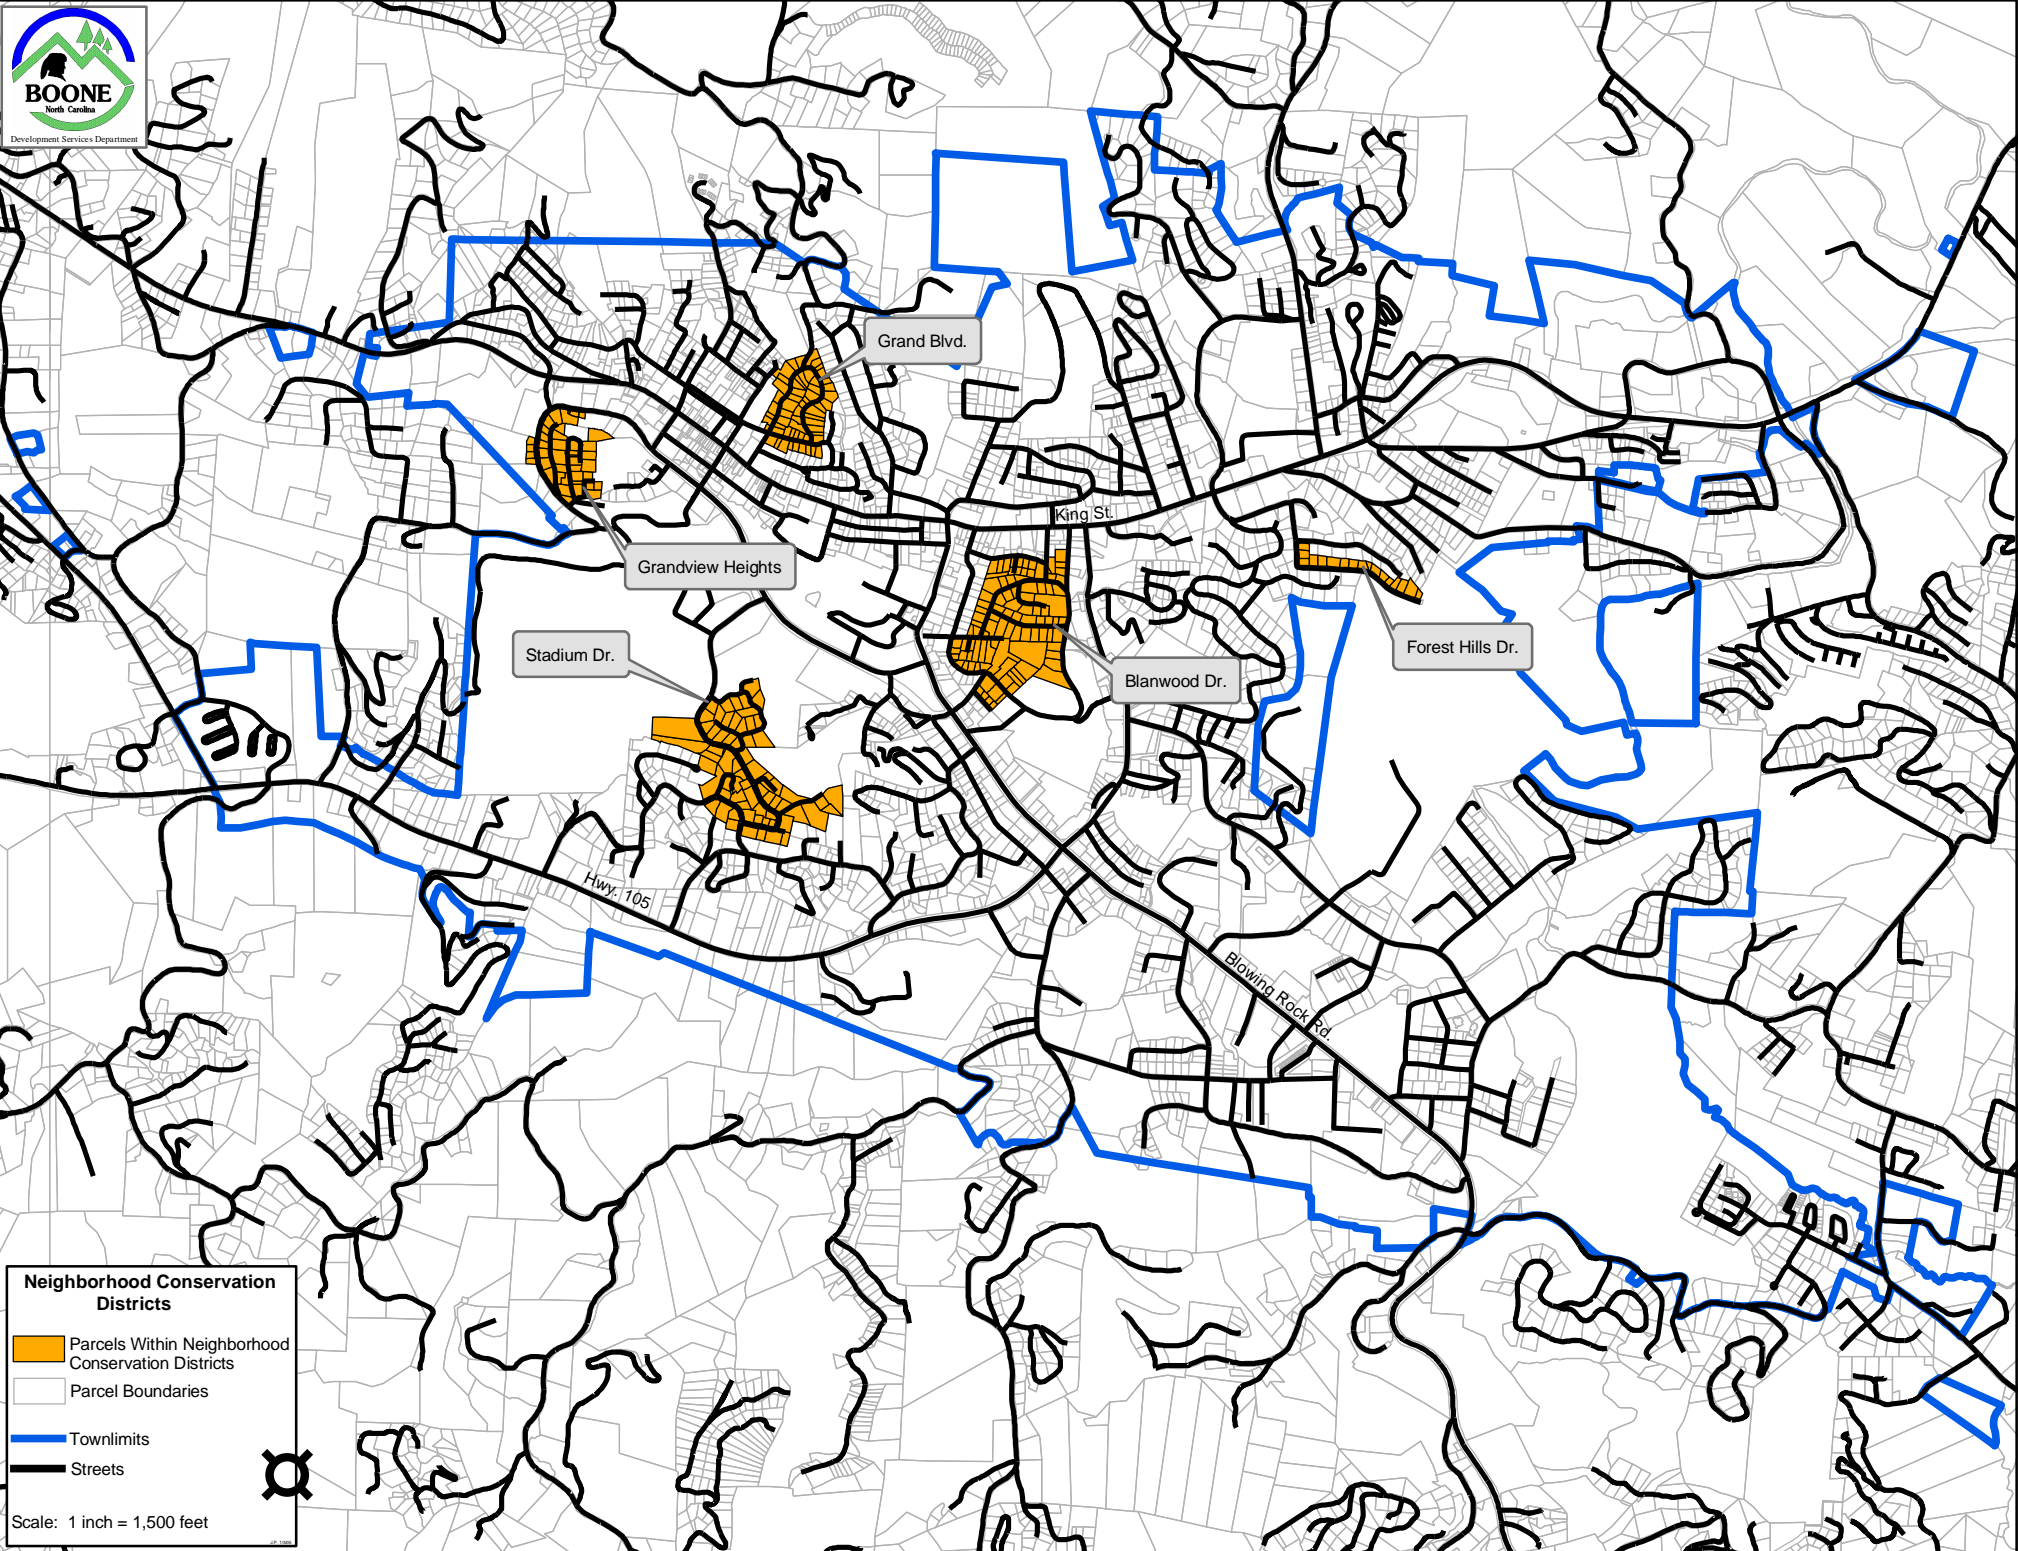 BOONE
North Carolina
Development Services Department
Grand Blvd.
King St.
Grandview Heights
Stadium Dr.
Forest Hills Dr.
Blanwood Dr.
Hwy. 105
Blowing Rock Rd.
Neighborhood Conservation
Districts
Parcels Within Neighborhood
Conservation Districts
Parcel Boundaries
Townlimits
Streets
Scale: 1 inch = 1,500 feet